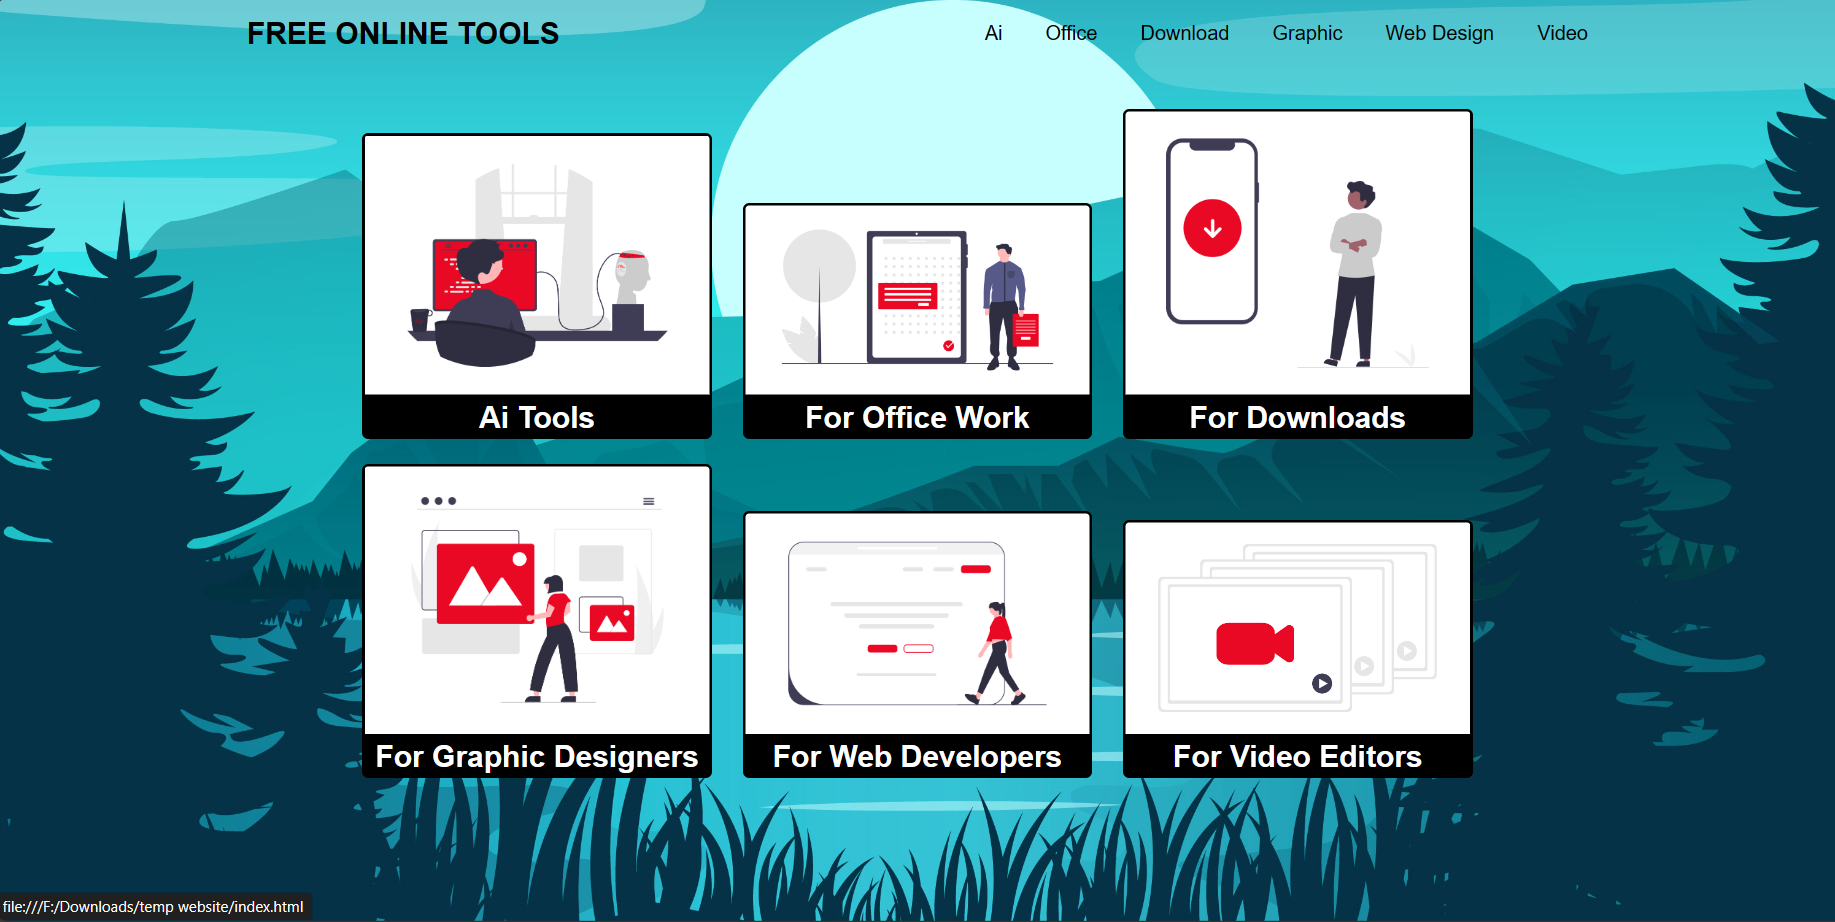 FREE ONLINE TOOLS
Ai Office Download Graphic Web Design Video
Ai Tools
For Office Work
For Downloads
For Graphic Designers
For Web Developers
For Video Editors
file:///F:/Downloads/temp website/index.html